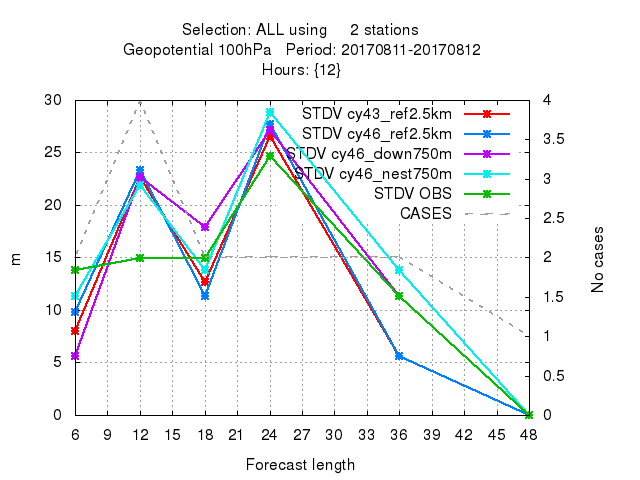 Selection: ALL using     2 stations
Geopotential 100hPa   Period: 20170811-20170812
Hours: {12}
30
25
20
15
10
5
0
m
4
3.5
3
2.5
2
1.5
1
0.5
0
No cases
STDV cy43_ref2.5km
STDV cy46_ref2.5km
STDV cy46_down750m
STDV cy46_nest750m
STDV OBS
CASES
6 9 12 15 18 21 24 27 30 33 36 39 42 45 48
Forecast length